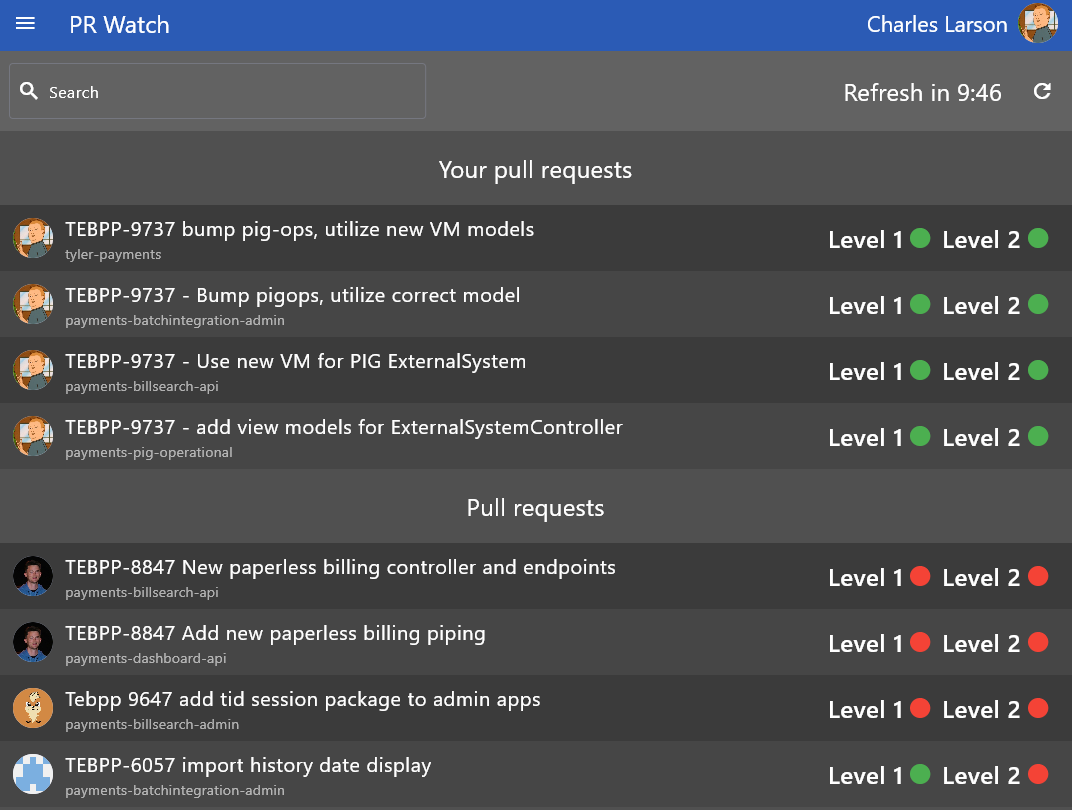 PR Watch
Charles Larson
Search
Refresh in 9:46
Your pull requests
TEBPP-9737 bump pig-ops, utilize new VM models
tyler-payments
Level 1 Level 2
TEBPP-9737 - Bump pigops, utilize correct model
payments-batchintegration-admin
Level 1 Level 2
TEBPP-9737 - Use new VM for PIG ExternalSystem
payments-billsearch-api
Level 1 Level 2
TEBPP-9737 - add view models for ExternalSystemController
payments-pig-operational
Level 1 Level 2
Pull requests
TEBPP-8847 New paperless billing controller and endpoints
payments-billsearch-api
Level 1 Level 2
TEBPP-8847 Add new paperless billing piping
payments-dashboard-api
Level 1 Level 2
Tebpp 9647 add tid session package to admin apps
payments-billsearch-admin
Level 1 Level 2
TEBPP-6057 import history date display
payments-batchintegration-admin
Level 1 Level 2